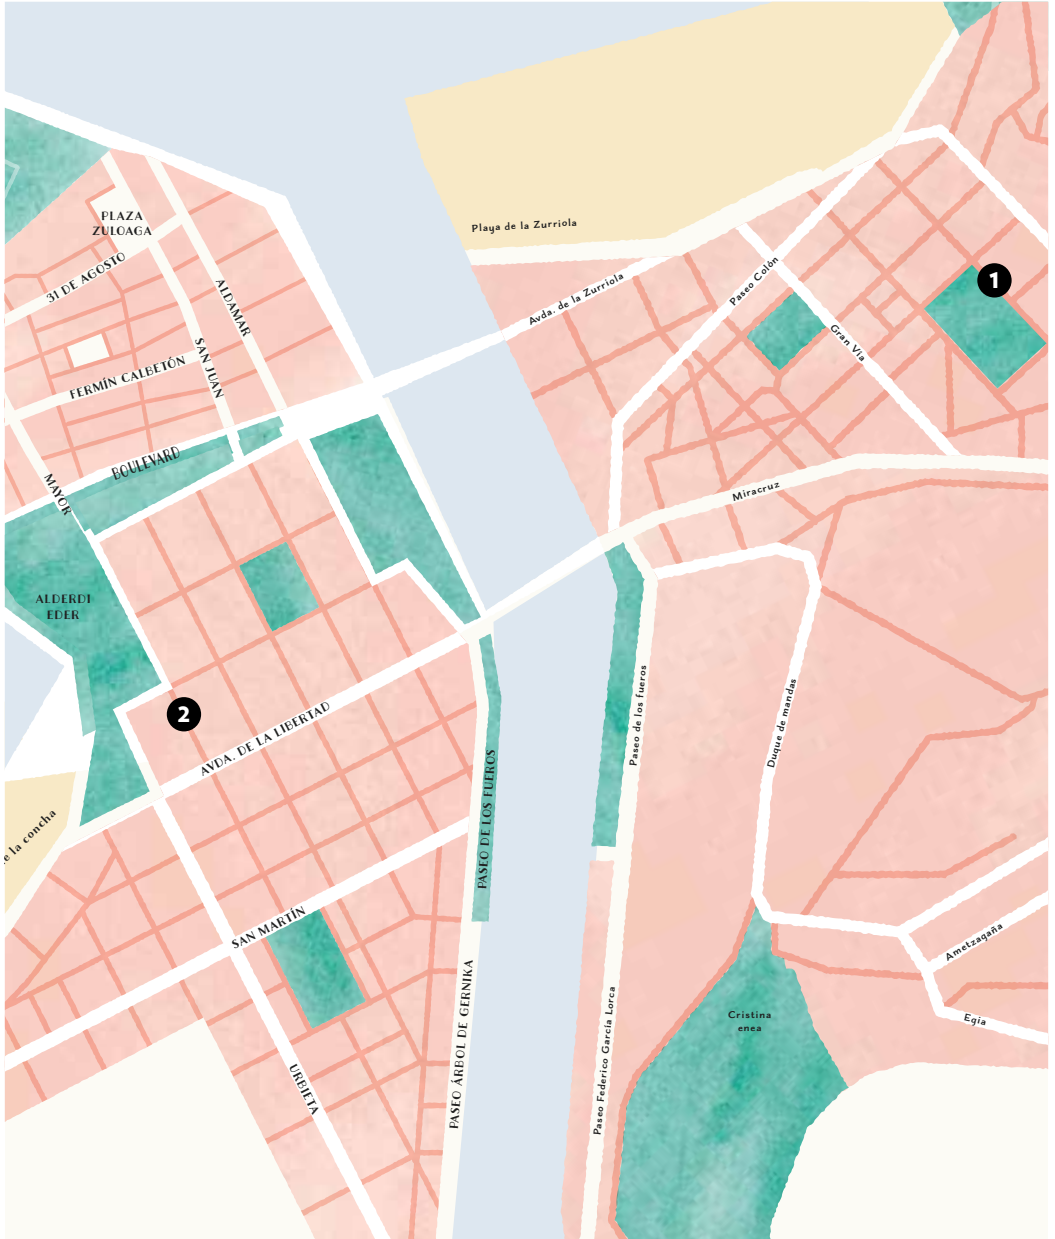 PLAZA
ZULOAGA
31 DE AGOSTO
ALDAMAR
SAN JUAN
FERMÍN CALBETÓN
BOULEVARD
MAYOR
ALDERDI
EDER
Playa de la Zurriola
Avda. de la Zurriola
Paseo Colón
Gran Vía
1
Miracruz
2
AVDA. DE LA LIBERTAD
PASEO DE LOS FUEROS
Paseo de los fueros
Duque de mandas
la concha
SAN MARTÍN
URBIETA
PASEO ÁRBOL DE GERNIKA
Paseo Federico García Lorca
Cristina
enea
Ametzagaña
Egia